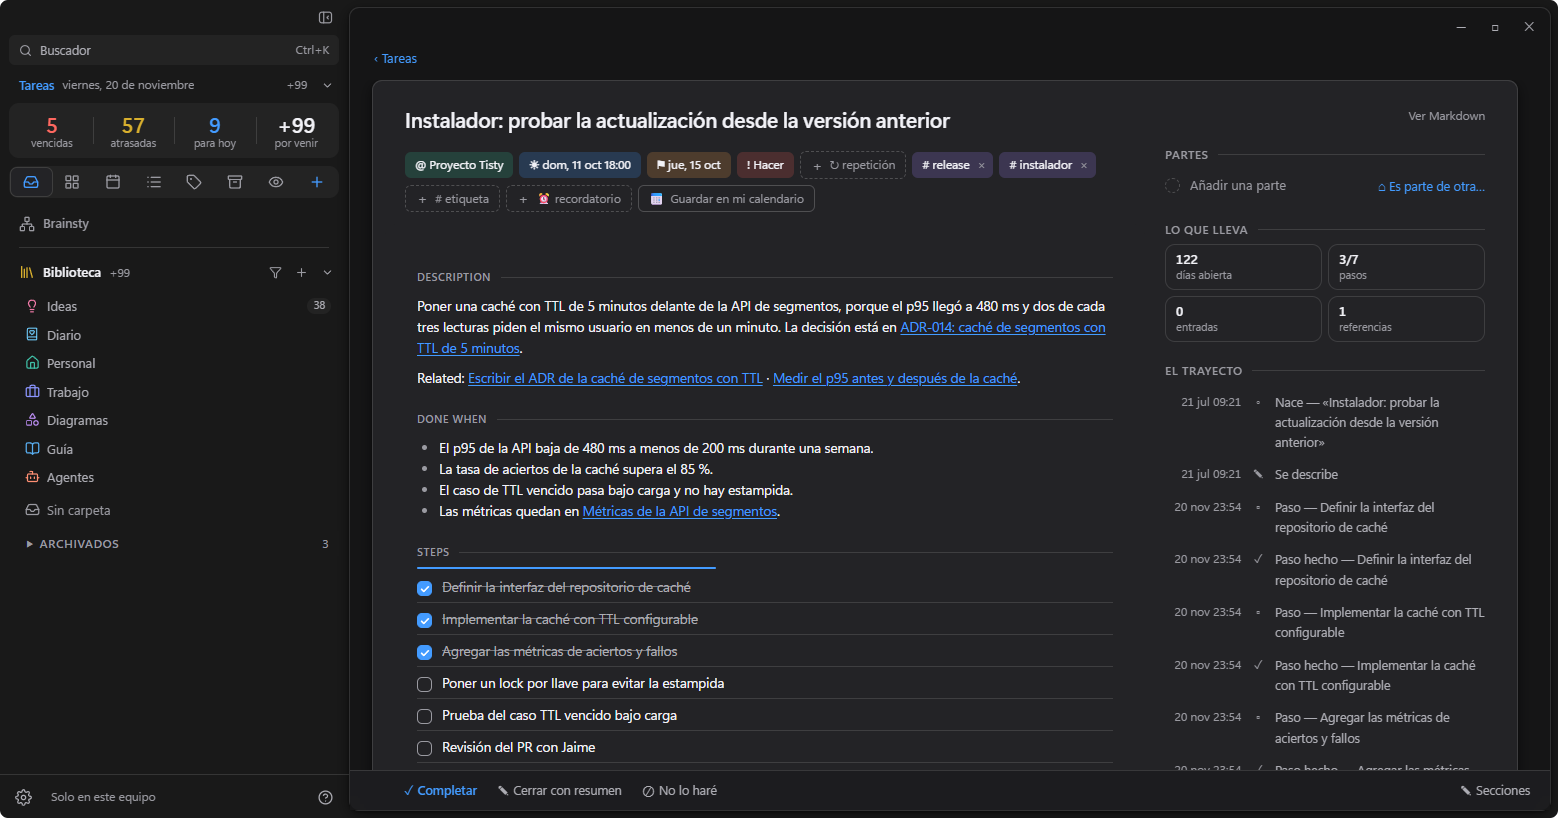 Buscador Ctrl+K
Tareas viernes, 20 de noviembre +99
5 57 9 +99
vencidas atrasadas para hoy por venir
Brainsty
Biblioteca +99
Ideas 38
Diario
Personal
Trabajo
Diagramas
Guía
Agentes
Sin carpeta
ARCHIVADOS 3
Solo en este equipo
‹ Tareas
Instalador: probar la actualización desde la versión anterior
Ver Markdown
@ Proyecto Tisty dom, 11 oct 18:00 jue, 15 oct ! Hacer + ↻ repetición # release × # instalador ×
+ # etiqueta + recordatorio Guardar en mi calendario
DESCRIPTION
Poner una caché con TTL de 5 minutos delante de la API de segmentos, porque el p95 llegó a 480 ms y dos de cada
tres lecturas piden el mismo usuario en menos de un minuto. La decisión está en ADR-014: caché de segmentos con
TTL de 5 minutos.
Related: Escribir el ADR de la caché de segmentos con TTL · Medir el p95 antes y después de la caché.
DONE WHEN
• El p95 de la API baja de 480 ms a menos de 200 ms durante una semana.
• La tasa de aciertos de la caché supera el 85 %.
• El caso de TTL vencido pasa bajo carga y no hay estampida.
• Las métricas quedan en Métricas de la API de segmentos.
STEPS
Definir la interfaz del repositorio de caché
Implementar la caché con TTL configurable
Agregar las métricas de aciertos y fallos
Poner un lock por llave para evitar la estampida
Prueba del caso TTL vencido bajo carga
Revisión del PR con Jaime
PARTES
Añadir una parte Es parte de otra...
LO QUE LLEVA
122 3/7
días abierta pasos
0 1
entradas referencias
EL TRAYECTO
21 jul 09:21 Nace — «Instalador: probar la
actualización desde la versión
anterior»
21 jul 09:21 Se describe
20 nov 23:54 Paso — Definir la interfaz del
repositorio de caché
20 nov 23:54 ✓ Paso hecho — Definir la interfaz del
repositorio de caché
20 nov 23:54 Paso — Implementar la caché con TTL
configurable
20 nov 23:54 ✓ Paso hecho — Implementar la caché
con TTL configurable
20 nov 23:54 Paso — Agregar las métricas de
aciertos y fallos
20 nov 23:54 ✓ Paso hecho — Agregar las métricas
✓ Completar Cerrar con resumen No lo haré Secciones